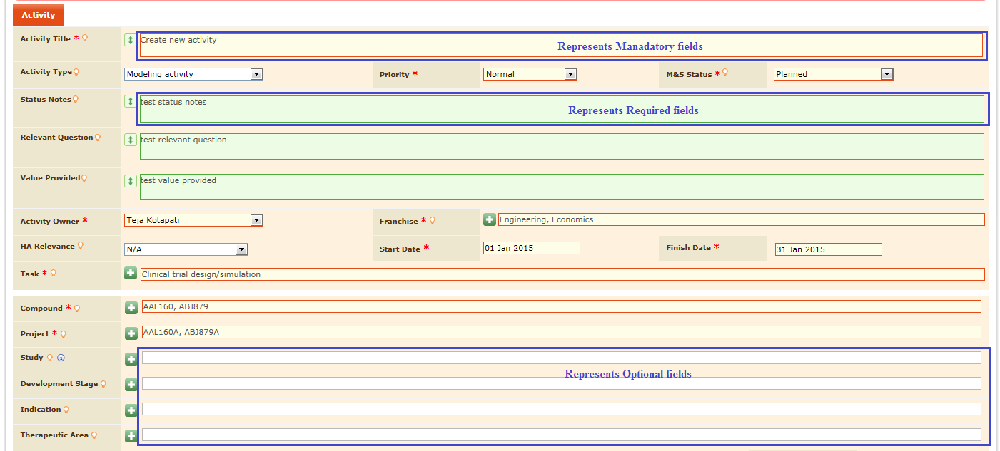 Activity
Activity Title * Create new activity
Represents Manadatory fields
Activity Type Modeling activity Priority * Normal M&S Status * Planned
Status Notes test status notes
Represents Required fields
Relevant Question test relevant question
Value Provided test value provided
Activity Owner * Teja Kotapati Franchise * Engineering, Economics
HA Relevance N/A Start Date * 01 Jan 2015 Finish Date * 31 Jan 2015
Task * Clinical trial design/simulation
Compound * AAL160, ABJ879
Project * AAL160A, ABJ879A
Study
Represents Optional fields
Development Stage
Indication
Therapeutic Area